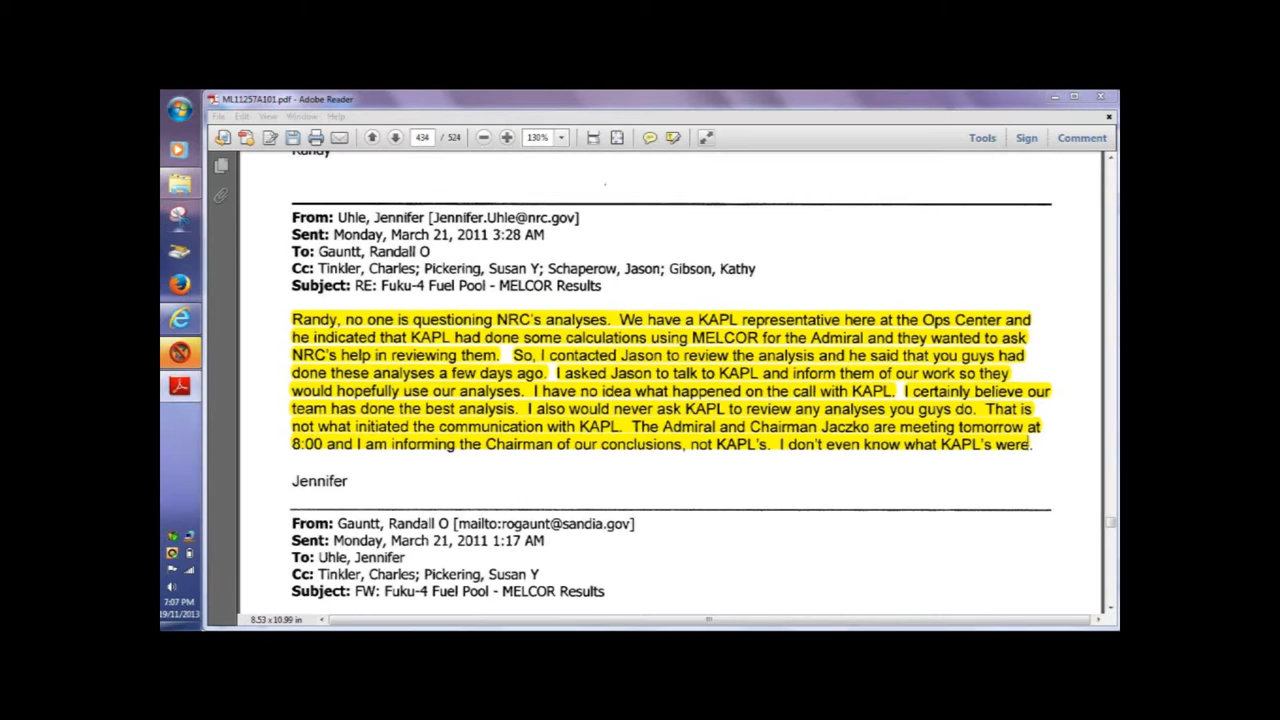 ML11257A101.pdf - Adobe Reader
File Edit View Window Help
434 / 524 130% Tools Sign Comment
Randy
From: Uhle, Jennifer [Jennifer.Uhle@nrc.gov]
Sent: Monday, March 21, 2011 3:28 AM
To: Gauntt, Randall O
Cc: Tinkler, Charles; Pickering, Susan Y; Schaperow, Jason; Gibson, Kathy
Subject: RE: Fuku-4 Fuel Pool - MELCOR Results
Randy, no one is questioning NRC's analyses. We have a KAPL representative here at the Ops Center and
he indicated that KAPL had done some calculations using MELCOR for the Admiral and they wanted to ask
NRC's help in reviewing them. So, I contacted Jason to review the analysis and he said that you guys had
done these analyses a few days ago. I asked Jason to talk to KAPL and inform them of our work so they
would hopefully use our analyses. I have no idea what happened on the call with KAPL. I certainly believe our
team has done the best analysis. I also would never ask KAPL to review any analyses you guys do. That is
not what initiated the communication with KAPL. The Admiral and Chairman Jaczko are meeting tomorrow at
8:00 and I am informing the Chairman of our conclusions, not KAPL's. I don't even know what KAPL's were.
Jennifer
From: Gauntt, Randall O [mailto:rogaunt@sandia.gov]
Sent: Monday, March 21, 2011 1:17 AM
To: Uhle, Jennifer
Cc: Tinkler, Charles; Pickering, Susan Y
Subject: FW: Fuku-4 Fuel Pool - MELCOR Results
8.53 x 10.99 in
7:07 PM
19/11/2013